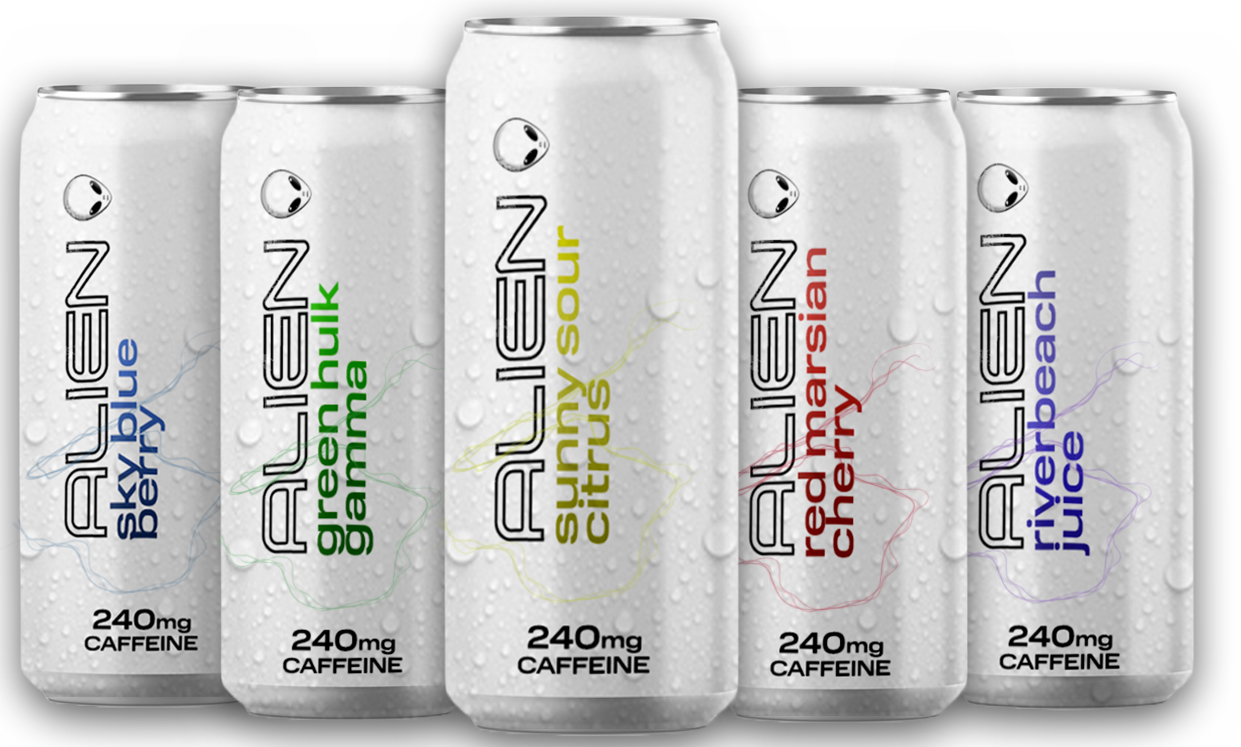 ALIEN
sky blue
berry
240mg
CAFFEINE
ALIEN
green hulk
gamma
240mg
CAFFEINE
ALIEN
sunny sour
citrus
240mg
CAFFEINE
ALIEN
red marsian
cherry
240mg
CAFFEINE
ALIEN
riverbeach
juice
240mg
CAFFEINE